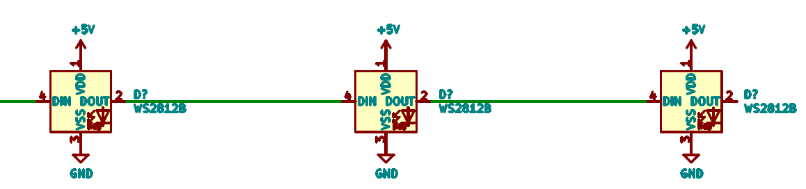 +5V +5V +5V
1 1 1
VDD VDD VDD
4 DIN DOUT 2 D? 4 DIN DOUT 2 D? 4 DIN DOUT 2 D?
WS2812B WS2812B WS2812B
VSS VSS VSS
3 3 3
GND GND GND